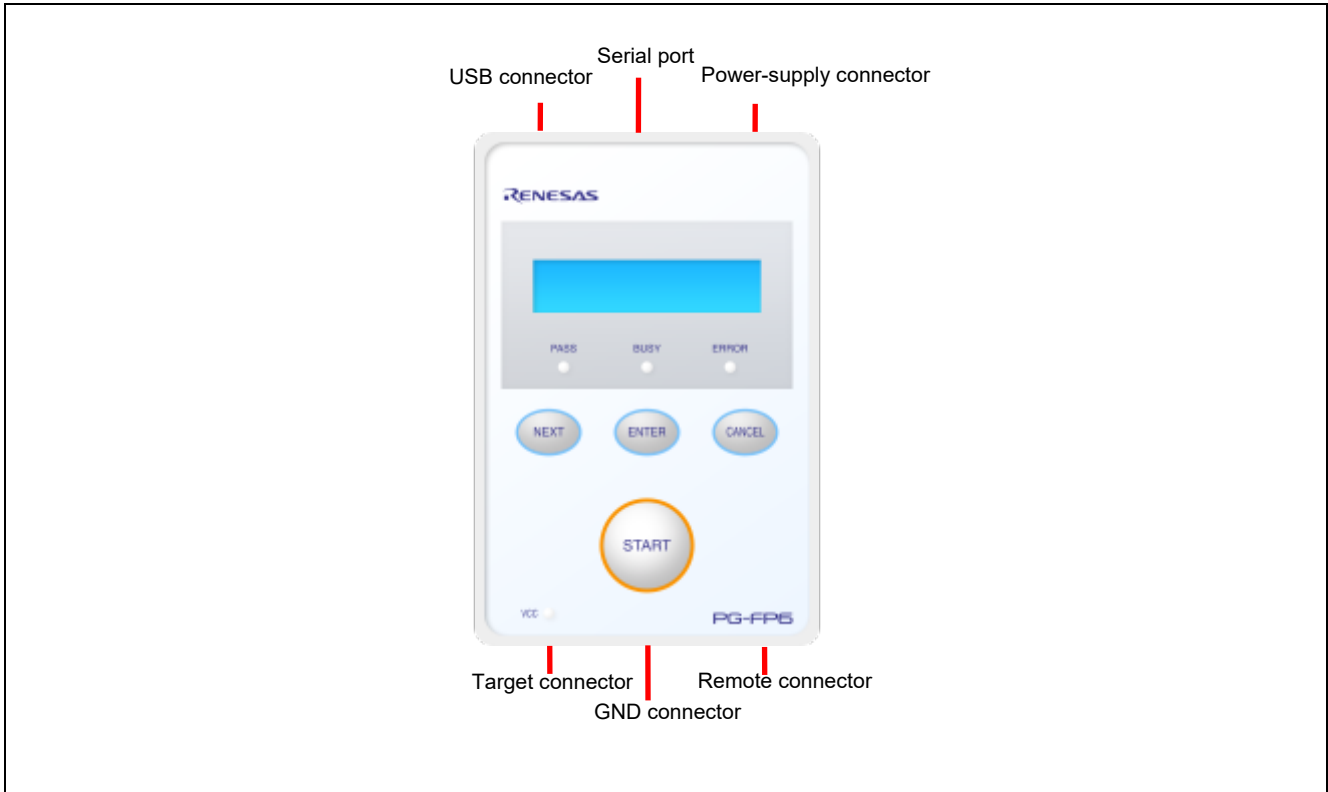 Serial port
USB connector
Power-supply connector
RENESAS
PASS BUSY ERROR
NEXT ENTER CANCEL
START
VCC
PG-FP6
Target connector
Remote connector
GND connector